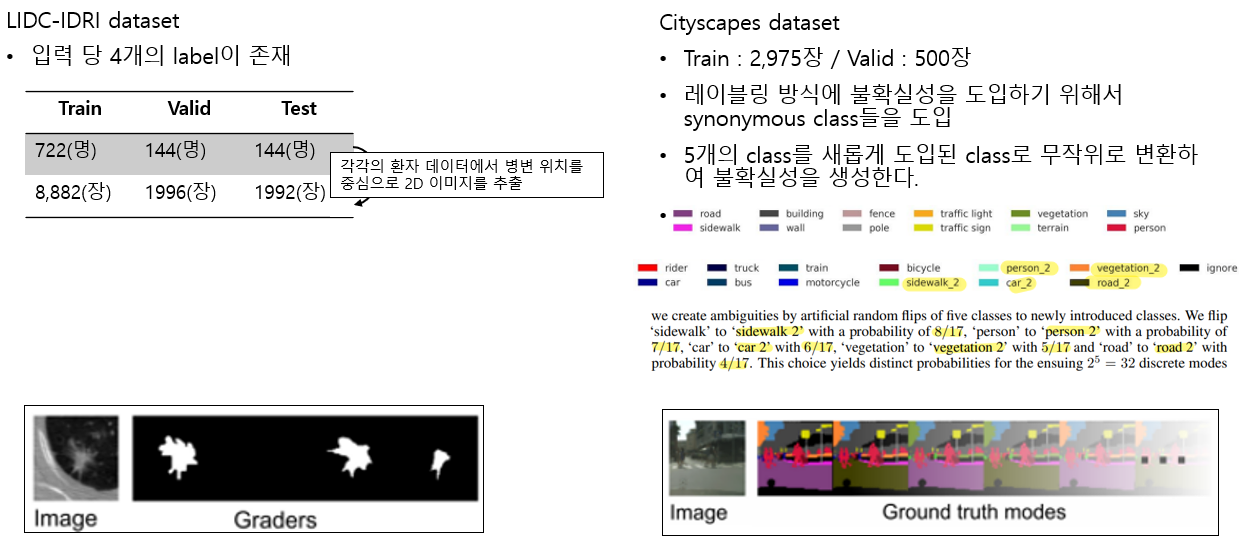 LIDC-IDRI dataset
• 입력 당 4개의 label이 존재
Train Valid Test
722(명) 144(명) 144(명)
8,882(장) 1996(장) 1992(장)
각각의 환자 데이터에서 병변 위치를
중심으로 2D 이미지를 추출
Image
Graders
Cityscapes dataset
• Train : 2,975장 / Valid : 500장
• 레이블링 방식에 불확실성을 도입하기 위해서
synonymous class들을 도입
• 5개의 class를 새롭게 도입된 class로 무작위로 변환하
여 불확실성을 생성한다.
• road building fence traffic light vegetation sky
sidewalk wall pole traffic sign terrain person
rider truck train bicycle person_2 vegetation_2 ignore
car bus motorcycle sidewalk_2 car_2 road_2
we create ambiguities by artificial random flips of five classes to newly introduced classes. We flip
‘sidewalk’ to ‘sidewalk 2’ with a probability of 8/17, ‘person’ to ‘person 2’ with a probability of
7/17, ‘car’ to ‘car 2’ with 6/17, ‘vegetation’ to ‘vegetation 2’ with 5/17 and ‘road’ to ‘road 2’ with
probability 4/17. This choice yields distinct probabilities for the ensuing 2⁵ = 32 discrete modes
Image
Ground truth modes